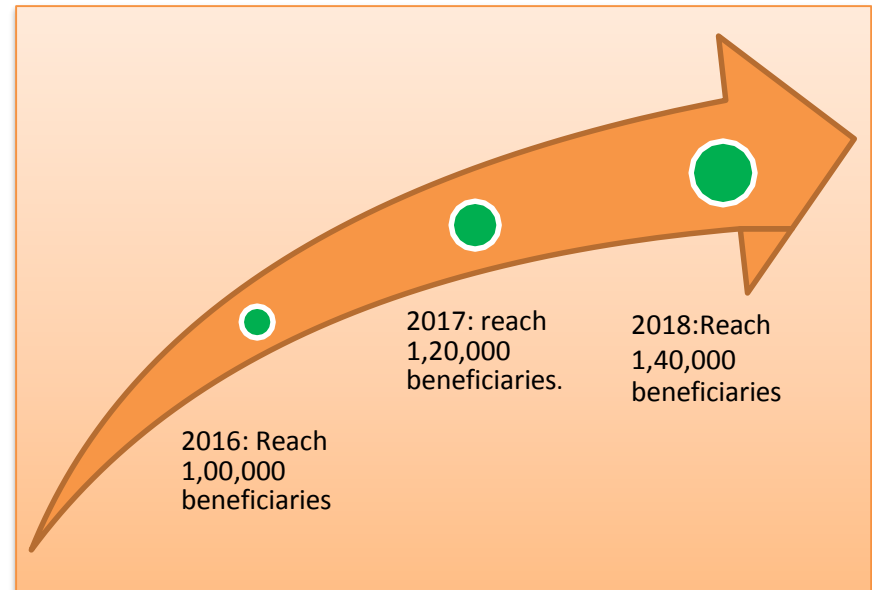 2016: Reach
1,00,000
beneficiaries
2017: reach
1,20,000
beneficiaries.
2018:Reach
1,40,000
beneficiaries